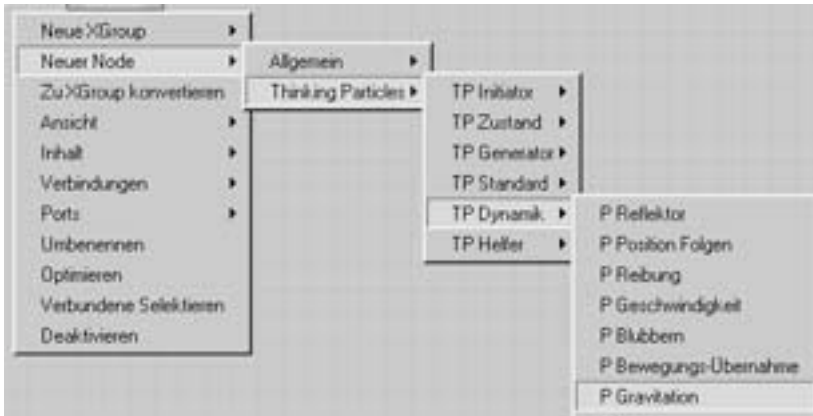 Neue XGroup
Neuer Node
Zu XGroup konvertieren
Ansicht
Inhalt
Verbindungen
Ports
Umbenennen
Optimieren
Verbundene Selektieren
Deaktivieren
Allgemein
Thinking Particles
TP Initiator
TP Zustand
TP Generator
TP Standard
TP Dynamik
TP Helfer
P Reflektor
P Position Folgen
P Reibung
P Geschwindigkeit
P Blubbern
P Bewegungs-Übernahme
P Gravitation